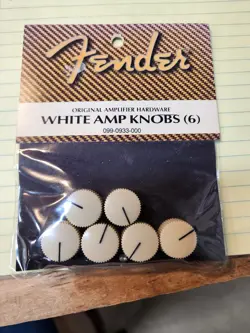 Fender
ORIGINAL AMPLIFIER HARDWARE
WHITE AMP KNOBS (6)
099-0933-000